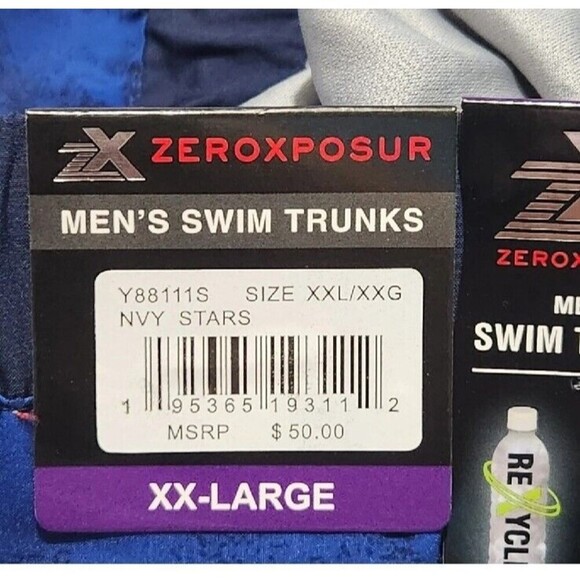 ZX ZEROXPOSUR
MEN'S SWIM TRUNKS
Y88111S SIZE XXL/XXG
NVY STARS
1 95365 19311 2
MSRP $50.00
XX-LARGE
ZEROX
SWIM